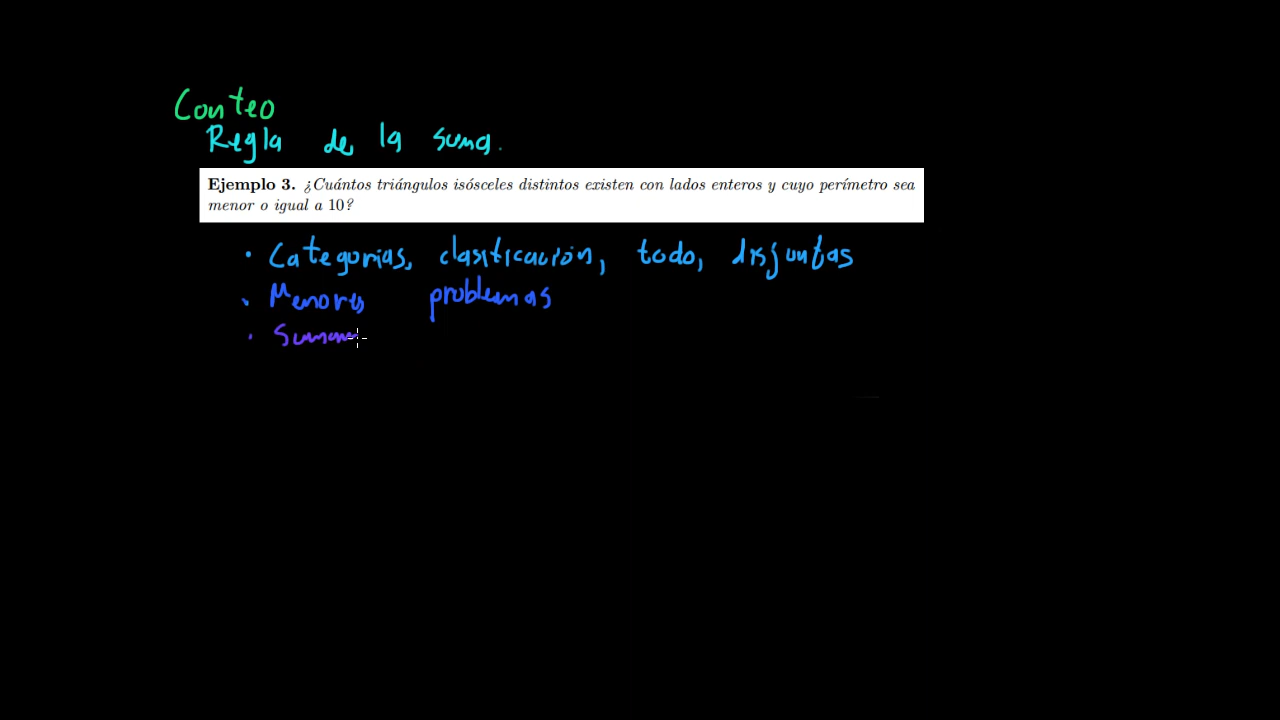 Conteo
Regla de la suma.
Ejemplo 3. ¿Cuántos triángulos isósceles distintos existen con lados enteros y cuyo perímetro sea
menor o igual a 10?
• Categorias, clasificación, todo, disjuntas
• Menores problemas
• Sumam